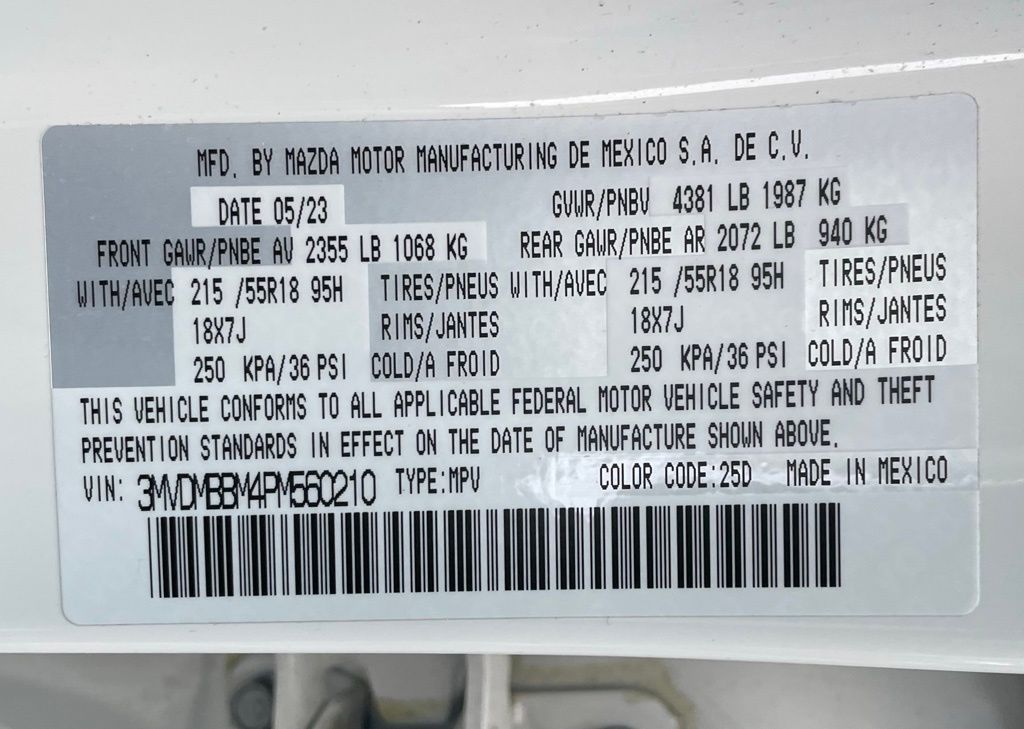 MFD. BY MAZDA MOTOR MANUFACTURING DE MEXICO S.A. DE C.V.
DATE 05/23 GVWR/PNBV 4381 LB 1987 KG
FRONT GAWR/PNBE AV 2355 LB 1068 KG REAR GAWR/PNBE AR 2072 LB 940 KG
WITH/AVEC 215 /55R18 95H TIRES/PNEUS WITH/AVEC 215 /55R18 95H TIRES/PNEUS
18X7J RIMS/JANTES 18X7J RIMS/JANTES
250 KPA/36 PSI COLD/A FROID 250 KPA/36 PSI COLD/A FROID
THIS VEHICLE CONFORMS TO ALL APPLICABLE FEDERAL MOTOR VEHICLE SAFETY AND THEFT
PREVENTION STANDARDS IN EFFECT ON THE DATE OF MANUFACTURE SHOWN ABOVE.
VIN: 3MVDMBBM4PM560210 TYPE:MPV COLOR CODE:25D MADE IN MEXICO